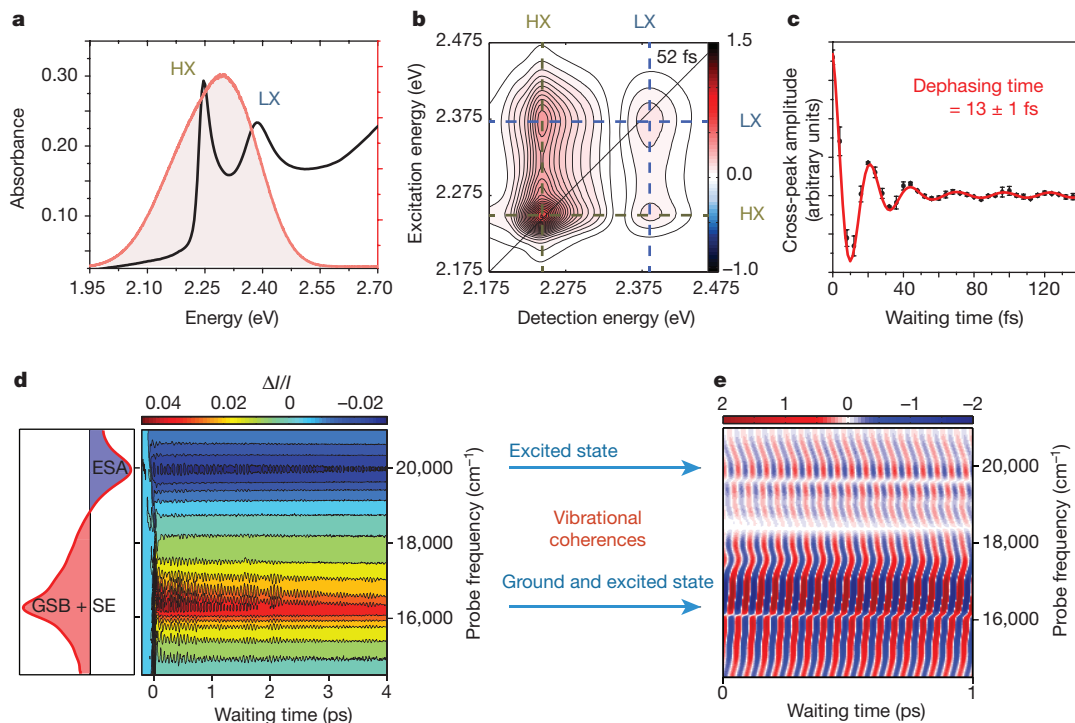 a
HX
LX
0.30
0.20
0.10
Absorbance
1.95 2.10 2.25 2.40 2.55 2.70
Energy (eV)
b
HX LX
2.475
2.375
2.275
2.175
Excitation energy (eV)
52 fs
LX
HX
1.5
1.0
0.0
−1.0
2.175 2.275 2.375 2.475
Detection energy (eV)
c
Dephasing time
= 13 ± 1 fs
Cross-peak amplitude
(arbitrary units)
0 40 80 120
Waiting time (fs)
d
ΔI/I
0.04 0.02 0 −0.02
ESA
GSB + SE
20,000
18,000
16,000
Probe frequency (cm⁻¹)
0 1 2 3 4
Waiting time (ps)
Excited state
Vibrational
coherences
Ground and excited state
e
2 1 0 −1 −2
20,000
18,000
16,000
Probe frequency (cm⁻¹)
0 1
Waiting time (ps)